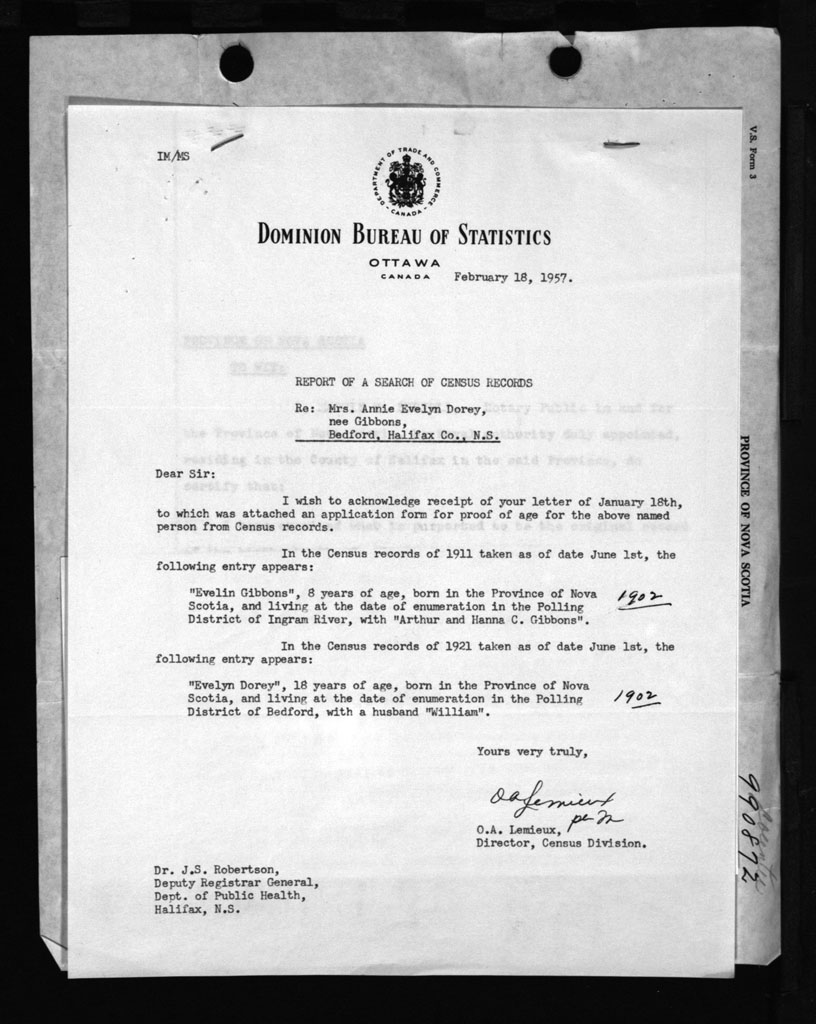 V.S. Form 3
IM/MS
DEPARTMENT OF TRADE AND COMMERCE
- CANADA -
DOMINION BUREAU OF STATISTICS
OTTAWA
CANADA
February 18, 1957.
PROVINCE OF NOVA SCOTIA
REPORT OF A SEARCH OF CENSUS RECORDS
Re: Mrs. Annie Evelyn Dorey,
nee Gibbons,
Bedford, Halifax Co., N.S.
Dear Sir:
I wish to acknowledge receipt of your letter of January 18th,
to which was attached an application form for proof of age for the above named
person from Census records.
In the Census records of 1911 taken as of date June 1st, the
following entry appears:
"Evelin Gibbons", 8 years of age, born in the Province of Nova
Scotia, and living at the date of enumeration in the Polling
District of Ingram River, with "Arthur and Hanna C. Gibbons".
1902
In the Census records of 1921 taken as of date June 1st, the
following entry appears:
"Evelyn Dorey", 18 years of age, born in the Province of Nova
Scotia, and living at the date of enumeration in the Polling
District of Bedford, with a husband "William".
1902
Yours very truly,
OALemieux
O.A. Lemieux,
Director, Census Division.
990872
Dr. J.S. Robertson,
Deputy Registrar General,
Dept. of Public Health,
Halifax, N.S.